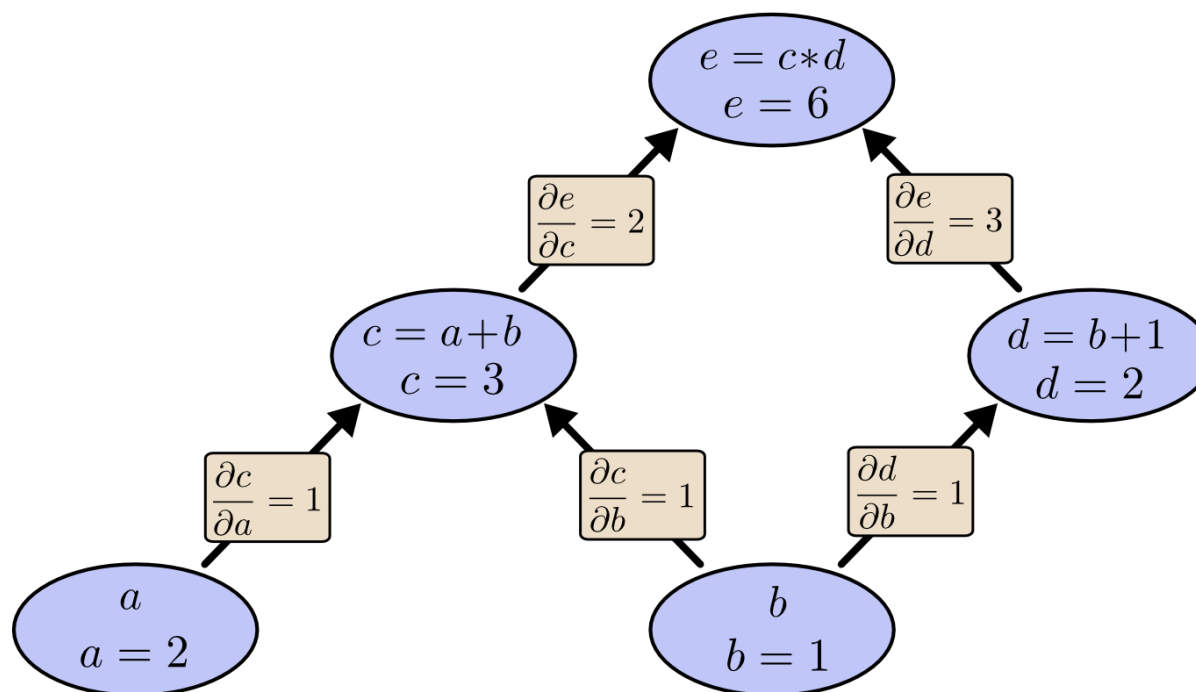 e = c*d
e = 6
∂e/∂c = 2
∂e/∂d = 3
c = a+b
c = 3
d = b+1
d = 2
∂c/∂a = 1
∂c/∂b = 1
∂d/∂b = 1
a
a = 2
b
b = 1